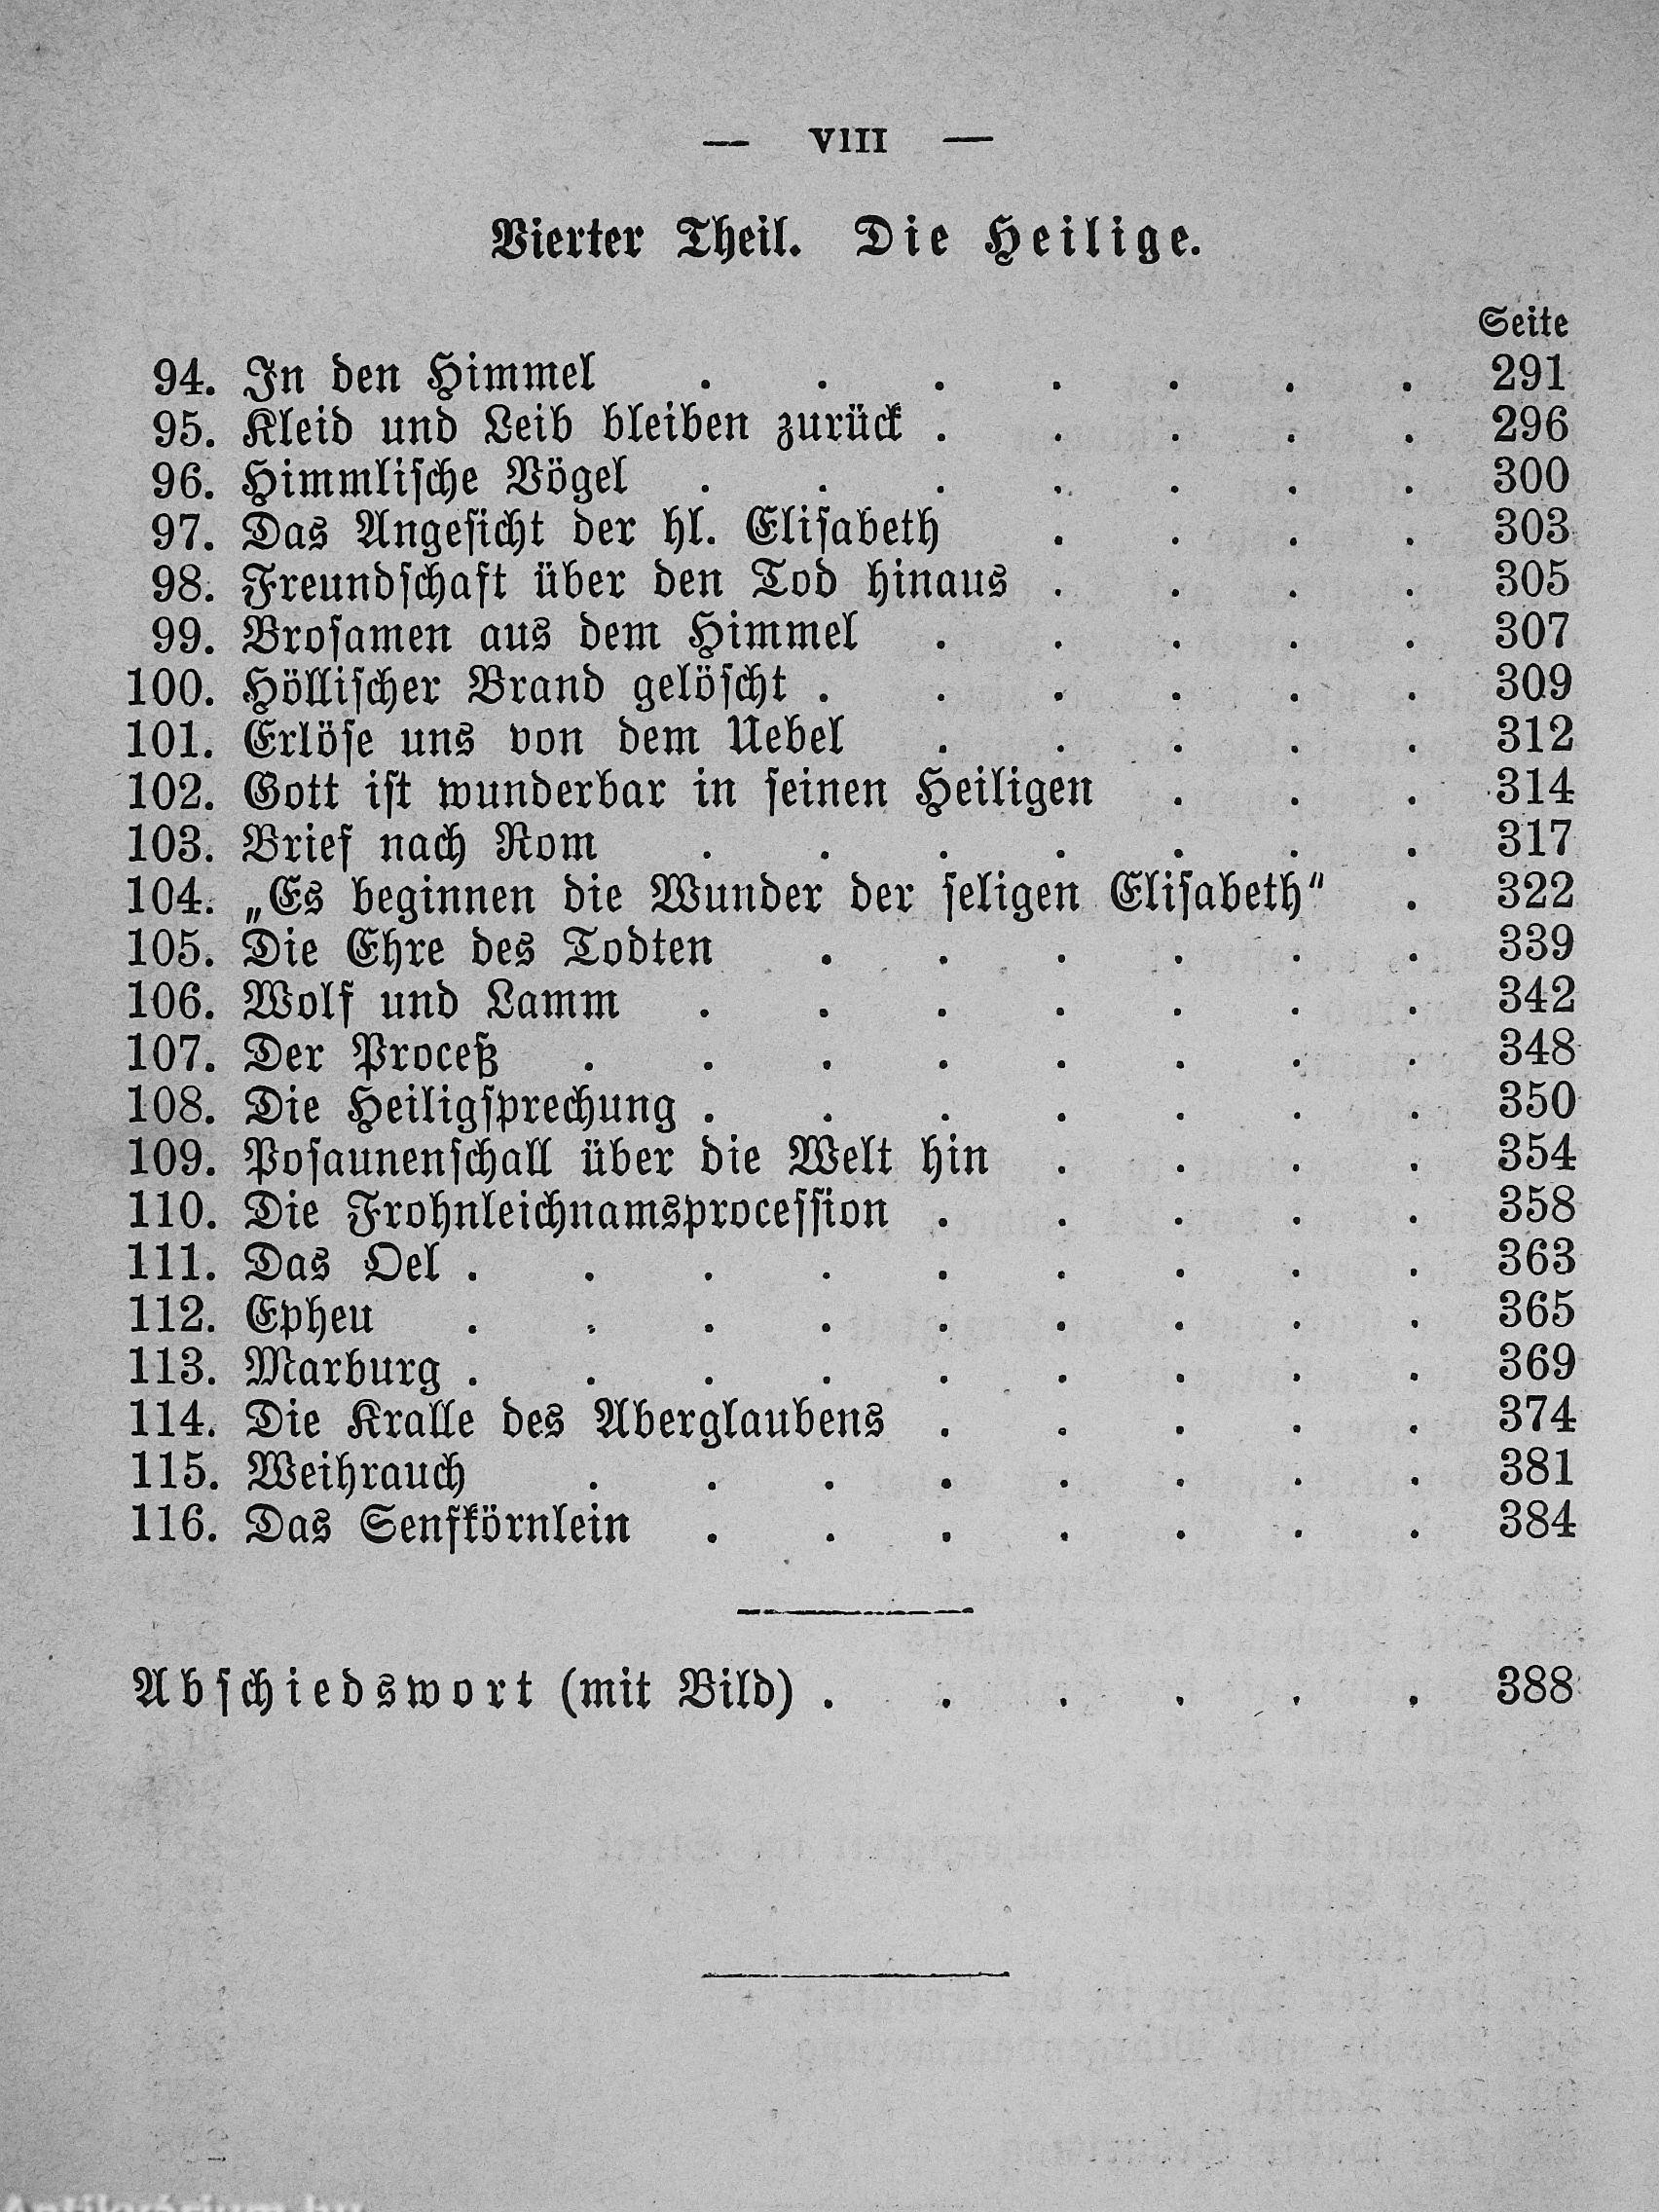 — VIII —
Vierter Theil. Die Heilige.
Seite
94. In den Himmel . . . . . . . 291
95. Kleid und Leib bleiben zurück . . . . . 296
96. Himmlische Vögel . . . . . . . 300
97. Das Angesicht der hl. Elisabeth . . . . 303
98. Freundschaft über den Tod hinaus . . . . 305
99. Brosamen aus dem Himmel . . . . . 307
100. Höllischer Brand gelöscht . . . . . . 309
101. Erlöse uns von dem Uebel . . . . . 312
102. Gott ist wunderbar in seinen Heiligen . . . 314
103. Brief nach Rom . . . . . . . 317
104. „Es beginnen die Wunder der seligen Elisabeth“ . 322
105. Die Ehre des Todten . . . . . . 339
106. Wolf und Lamm . . . . . . . 342
107. Der Proceß . . . . . . . . 348
108. Die Heiligsprechung . . . . . . . 350
109. Posaunenschall über die Welt hin . . . . 354
110. Die Frohnleichnamsprocession . . . . . 358
111. Das Oel . . . . . . . . . 363
112. Epheu . . . . . . . . . 365
113. Marburg . . . . . . . . . 369
114. Die Kralle des Aberglaubens . . . . . 374
115. Weihrauch . . . . . . . . 381
116. Das Senfkörnlein . . . . . . . 384
Abschiedswort (mit Bild) . . . . . . 388
Antikvárium.hu